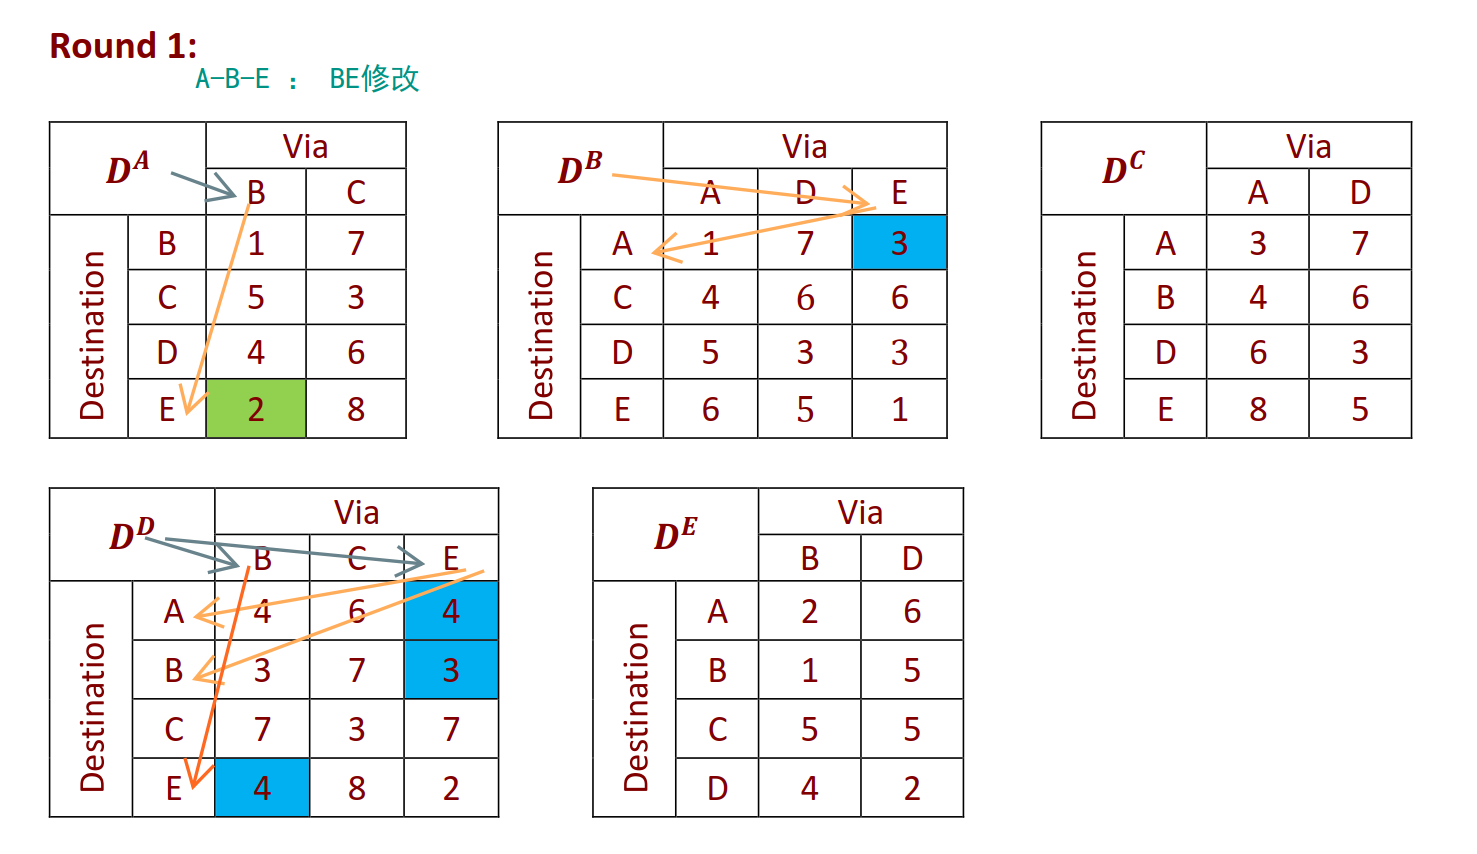 Round 1:
A-B-E : BE修改
D^A Via
B C
Destination
B 1 7
C 5 3
D 4 6
E 2 8
D^B Via
A D E
Destination
A 1 7 3
C 4 6 6
D 5 3 3
E 6 5 1
D^C Via
A D
Destination
A 3 7
B 4 6
D 6 3
E 8 5
D^D Via
B C E
Destination
A 4 6 4
B 3 7 3
C 7 3 7
E 4 8 2
D^E Via
B D
Destination
A 2 6
B 1 5
C 5 5
D 4 2